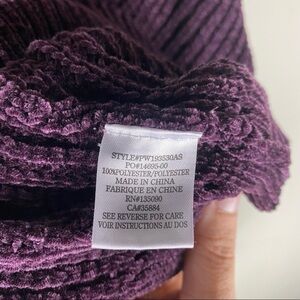 STYLE#PW193530AS
PO#14695-00
100%POLYESTER/POLYESTER
MADE IN CHINA
FABRIQUE EN CHINE
RN#135090
CA#35884
SEE REVERSE FOR CARE
VOIR INSTRUCTIONS AU DOS